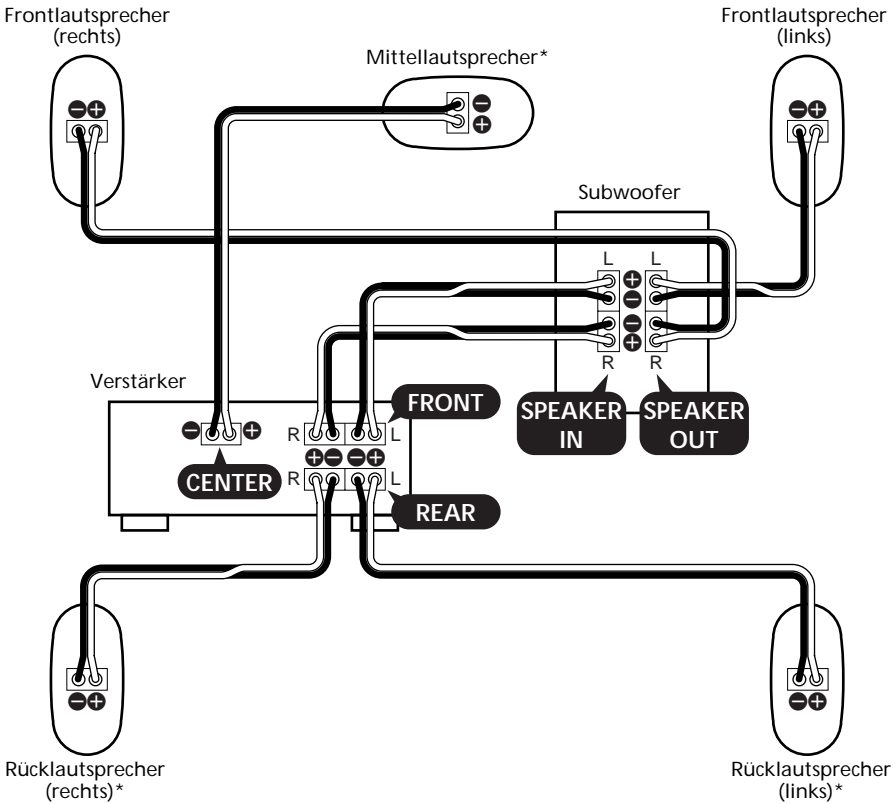 Frontlautsprecher
(rechts)
Mittellautsprecher*
Frontlautsprecher
(links)
⊖⊕
⊖
⊕
⊖⊕
Subwoofer
L L
⊕
⊖
⊖
⊕
R R
SPEAKER
IN
SPEAKER
OUT
Verstärker
FRONT
⊖ ⊕
R L
CENTER
⊕⊖ ⊖⊕
R L
REAR
⊖⊕
⊖⊕
Rücklautsprecher
(rechts)*
Rücklautsprecher
(links)*